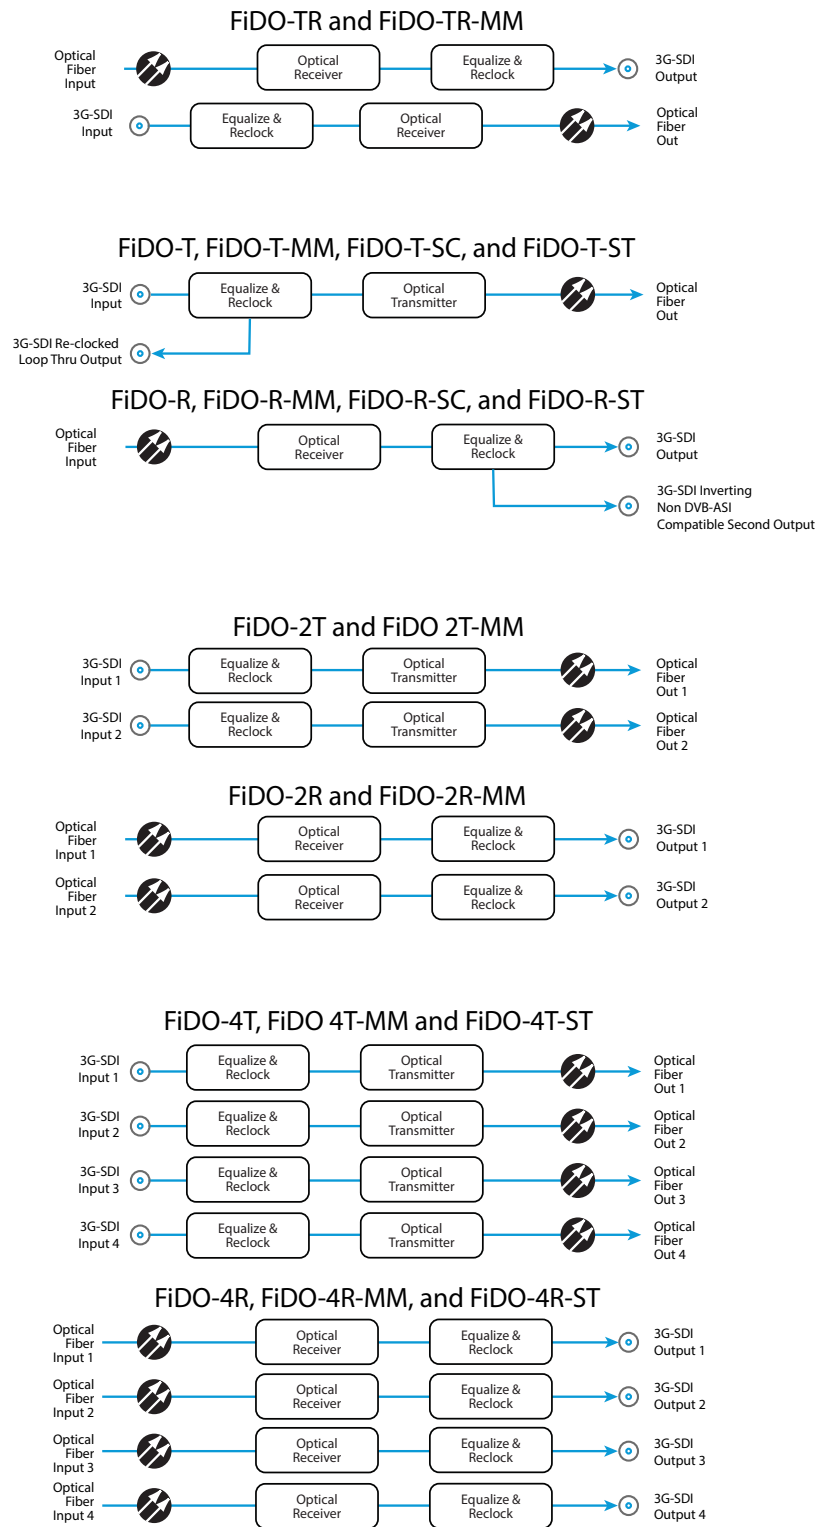 FiDO-TR and FiDO-TR-MM
Optical
Fiber
Input
Optical
Receiver
Equalize &
Reclock
3G-SDI
Output
3G-SDI
Input
Equalize &
Reclock
Optical
Receiver
Optical
Fiber
Out
FiDO-T, FiDO-T-MM, FiDO-T-SC, and FiDO-T-ST
3G-SDI
Input
Equalize &
Reclock
Optical
Transmitter
Optical
Fiber
Out
3G-SDI Re-clocked
Loop Thru Output
FiDO-R, FiDO-R-MM, FiDO-R-SC, and FiDO-R-ST
Optical
Fiber
Input
Optical
Receiver
Equalize &
Reclock
3G-SDI
Output
3G-SDI Inverting
Non DVB-ASI
Compatible Second Output
FiDO-2T and FiDO 2T-MM
3G-SDI
Input 1
Equalize &
Reclock
Optical
Transmitter
Optical
Fiber
Out 1
3G-SDI
Input 2
Equalize &
Reclock
Optical
Transmitter
Optical
Fiber
Out 2
FiDO-2R and FiDO-2R-MM
Optical
Fiber
Input 1
Optical
Receiver
Equalize &
Reclock
3G-SDI
Output 1
Optical
Fiber
Input 2
Optical
Receiver
Equalize &
Reclock
3G-SDI
Output 2
FiDO-4T, FiDO 4T-MM and FiDO-4T-ST
3G-SDI
Input 1
Equalize &
Reclock
Optical
Transmitter
Optical
Fiber
Out 1
3G-SDI
Input 2
Equalize &
Reclock
Optical
Transmitter
Optical
Fiber
Out 2
3G-SDI
Input 3
Equalize &
Reclock
Optical
Transmitter
Optical
Fiber
Out 3
3G-SDI
Input 4
Equalize &
Reclock
Optical
Transmitter
Optical
Fiber
Out 4
FiDO-4R, FiDO-4R-MM, and FiDO-4R-ST
Optical
Fiber
Input 1
Optical
Receiver
Equalize &
Reclock
3G-SDI
Output 1
Optical
Fiber
Input 2
Optical
Receiver
Equalize &
Reclock
3G-SDI
Output 2
Optical
Fiber
Input 3
Optical
Receiver
Equalize &
Reclock
3G-SDI
Output 3
Optical
Fiber
Input 4
Optical
Receiver
Equalize &
Reclock
3G-SDI
Output 4